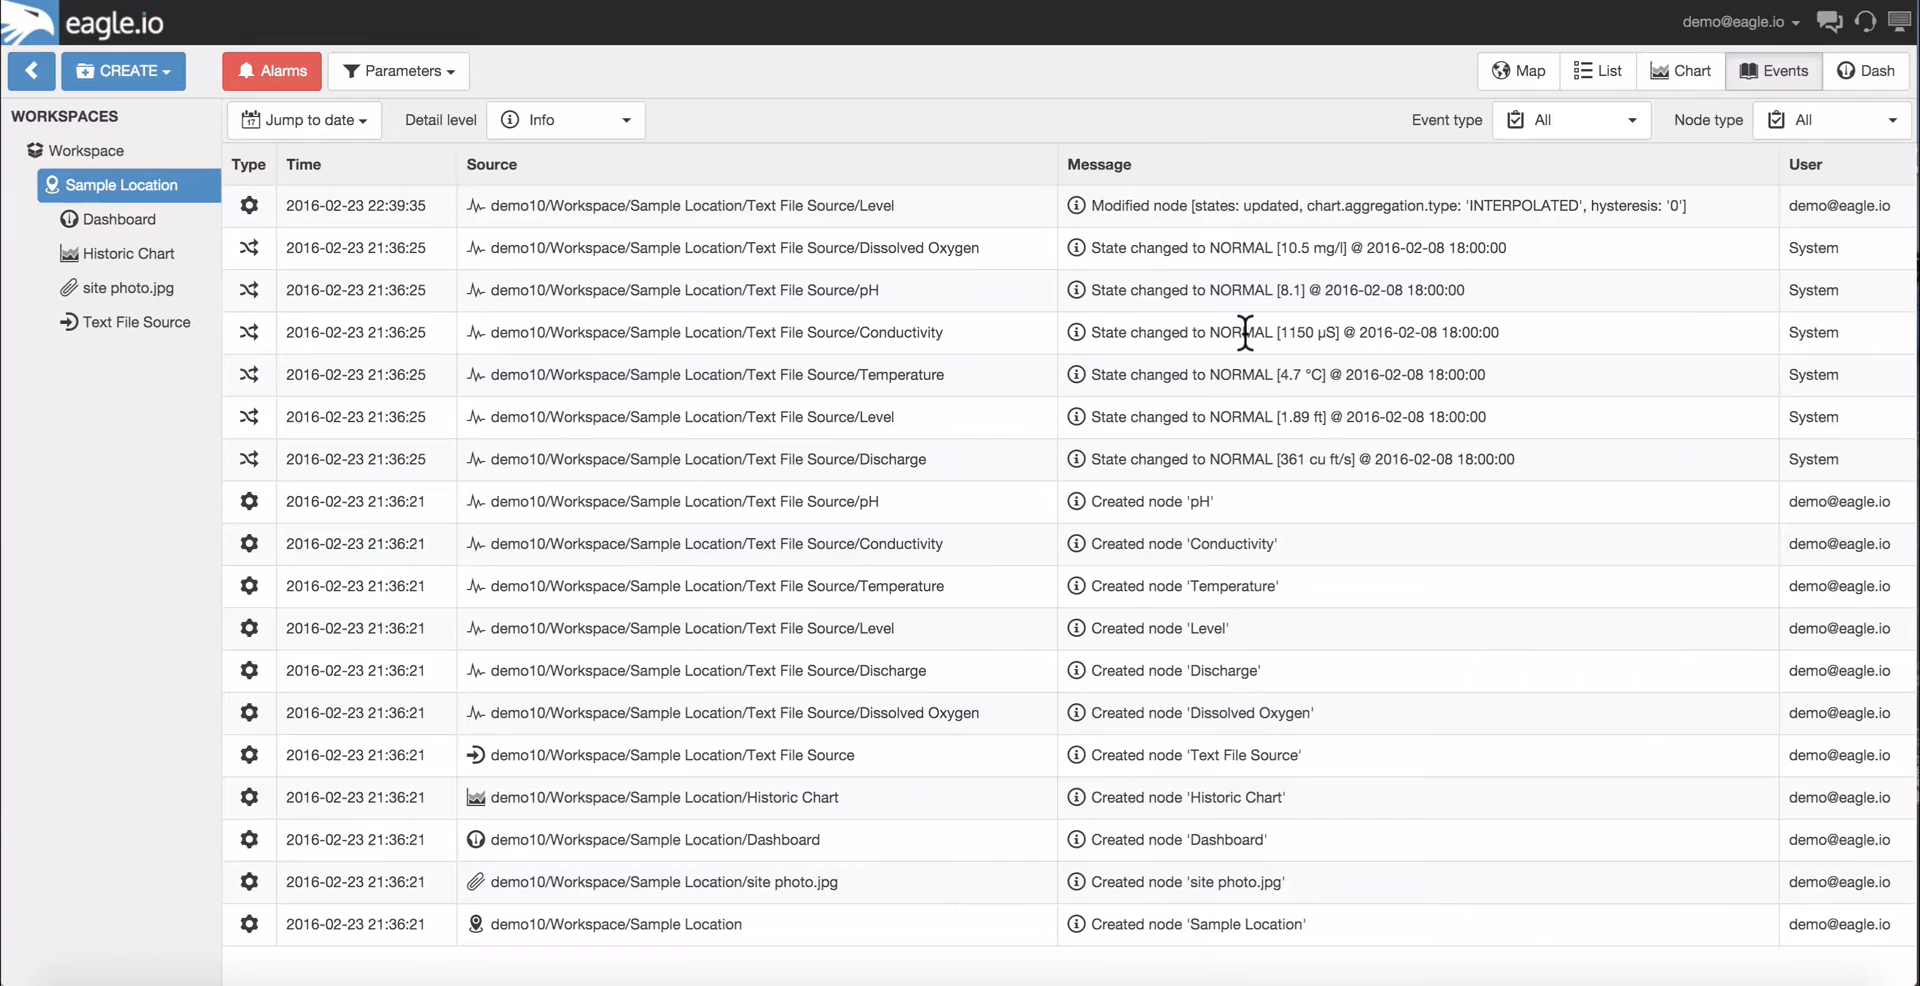 eagle.io demo@eagle.io
CREATE Alarms Parameters Map List Chart Events Dash
WORKSPACES
Workspace
Sample Location
Dashboard
Historic Chart
site photo.jpg
Text File Source
17 Jump to date Detail level Info Event type All Node type All
Type Time Source Message User
2016-02-23 22:39:35 demo10/Workspace/Sample Location/Text File Source/Level Modified node [states: updated, chart.aggregation.type: 'INTERPOLATED', hysteresis: '0'] demo@eagle.io
2016-02-23 21:36:25 demo10/Workspace/Sample Location/Text File Source/Dissolved Oxygen State changed to NORMAL [10.5 mg/l] @ 2016-02-08 18:00:00 System
2016-02-23 21:36:25 demo10/Workspace/Sample Location/Text File Source/pH State changed to NORMAL [8.1] @ 2016-02-08 18:00:00 System
2016-02-23 21:36:25 demo10/Workspace/Sample Location/Text File Source/Conductivity State changed to NORMAL [1150 µS] @ 2016-02-08 18:00:00 System
2016-02-23 21:36:25 demo10/Workspace/Sample Location/Text File Source/Temperature State changed to NORMAL [4.7 °C] @ 2016-02-08 18:00:00 System
2016-02-23 21:36:25 demo10/Workspace/Sample Location/Text File Source/Level State changed to NORMAL [1.89 ft] @ 2016-02-08 18:00:00 System
2016-02-23 21:36:25 demo10/Workspace/Sample Location/Text File Source/Discharge State changed to NORMAL [361 cu ft/s] @ 2016-02-08 18:00:00 System
2016-02-23 21:36:21 demo10/Workspace/Sample Location/Text File Source/pH Created node 'pH' demo@eagle.io
2016-02-23 21:36:21 demo10/Workspace/Sample Location/Text File Source/Conductivity Created node 'Conductivity' demo@eagle.io
2016-02-23 21:36:21 demo10/Workspace/Sample Location/Text File Source/Temperature Created node 'Temperature' demo@eagle.io
2016-02-23 21:36:21 demo10/Workspace/Sample Location/Text File Source/Level Created node 'Level' demo@eagle.io
2016-02-23 21:36:21 demo10/Workspace/Sample Location/Text File Source/Discharge Created node 'Discharge' demo@eagle.io
2016-02-23 21:36:21 demo10/Workspace/Sample Location/Text File Source/Dissolved Oxygen Created node 'Dissolved Oxygen' demo@eagle.io
2016-02-23 21:36:21 demo10/Workspace/Sample Location/Text File Source Created node 'Text File Source' demo@eagle.io
2016-02-23 21:36:21 demo10/Workspace/Sample Location/Historic Chart Created node 'Historic Chart' demo@eagle.io
2016-02-23 21:36:21 demo10/Workspace/Sample Location/Dashboard Created node 'Dashboard' demo@eagle.io
2016-02-23 21:36:21 demo10/Workspace/Sample Location/site photo.jpg Created node 'site photo.jpg' demo@eagle.io
2016-02-23 21:36:21 demo10/Workspace/Sample Location Created node 'Sample Location' demo@eagle.io